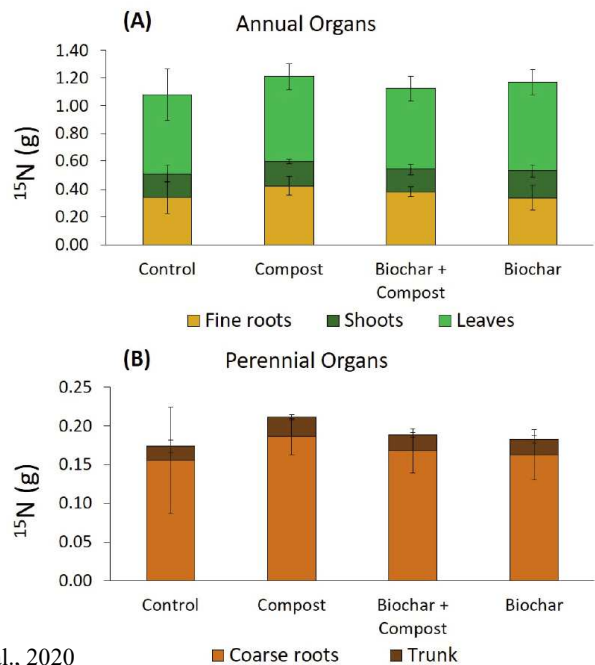 (A) Annual Organs
1.40
1.20
1.00
0.80
0.60
0.40
0.20
0.00
¹⁵N (g)
Control Compost Biochar + Compost Biochar
Fine roots Shoots Leaves
(B) Perennial Organs
0.25
0.20
0.15
0.10
0.05
0.00
¹⁵N (g)
Control Compost Biochar + Compost Biochar
Coarse roots Trunk
l., 2020